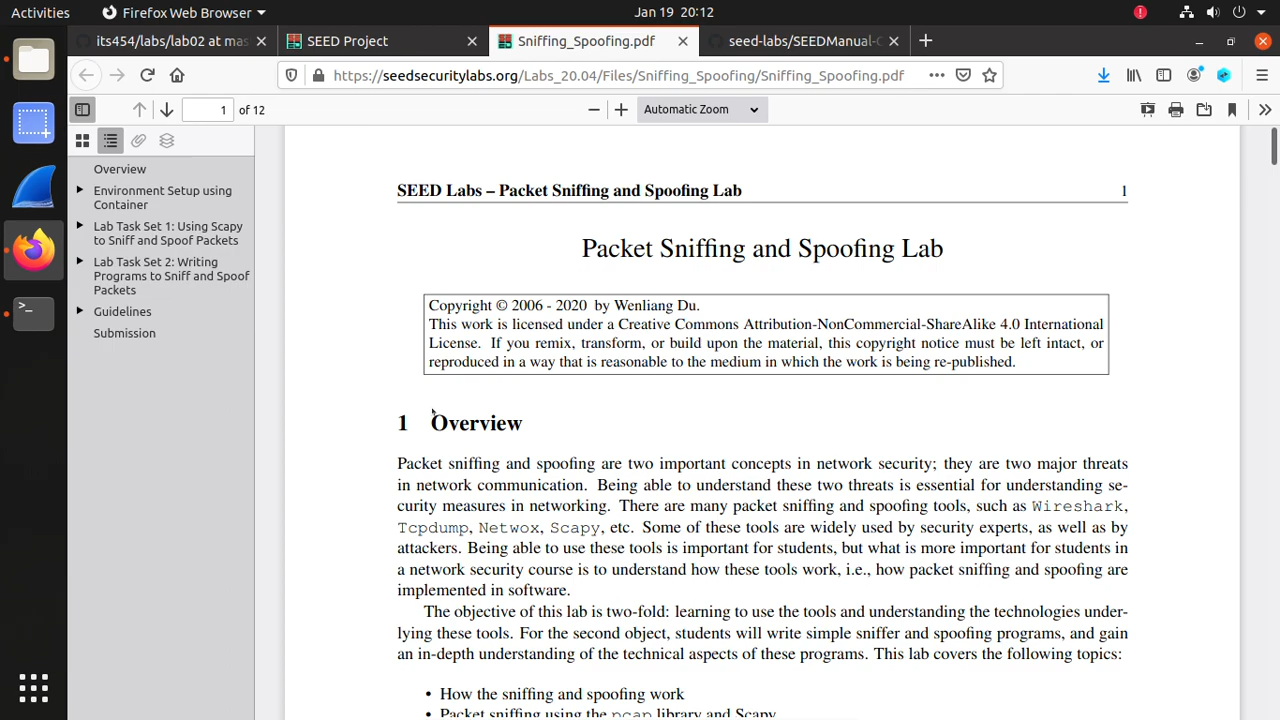 Activities
Firefox Web Browser
Jan 19 20:12
its454/labs/lab02 at mas
SEED Project
Sniffing_Spoofing.pdf
seed-labs/SEEDManual-C
https://seedsecuritylabs.org/Labs_20.04/Files/Sniffing_Spoofing/Sniffing_Spoofing.pdf
1 of 12
Automatic Zoom
Overview
Environment Setup using
Container
Lab Task Set 1: Using Scapy
to Sniff and Spoof Packets
Lab Task Set 2: Writing
Programs to Sniff and Spoof
Packets
Guidelines
Submission
SEED Labs – Packet Sniffing and Spoofing Lab 1
Packet Sniffing and Spoofing Lab
Copyright © 2006 - 2020 by Wenliang Du.
This work is licensed under a Creative Commons Attribution-NonCommercial-ShareAlike 4.0 International
License. If you remix, transform, or build upon the material, this copyright notice must be left intact, or
reproduced in a way that is reasonable to the medium in which the work is being re-published.
1 Overview
Packet sniffing and spoofing are two important concepts in network security; they are two major threats
in network communication. Being able to understand these two threats is essential for understanding se-
curity measures in networking. There are many packet sniffing and spoofing tools, such as Wireshark,
Tcpdump, Netwox, Scapy, etc. Some of these tools are widely used by security experts, as well as by
attackers. Being able to use these tools is important for students, but what is more important for students in
a network security course is to understand how these tools work, i.e., how packet sniffing and spoofing are
implemented in software.
The objective of this lab is two-fold: learning to use the tools and understanding the technologies under-
lying these tools. For the second object, students will write simple sniffer and spoofing programs, and gain
an in-depth understanding of the technical aspects of these programs. This lab covers the following topics:
• How the sniffing and spoofing work
• Packet sniffing using the pcap library and Scapy